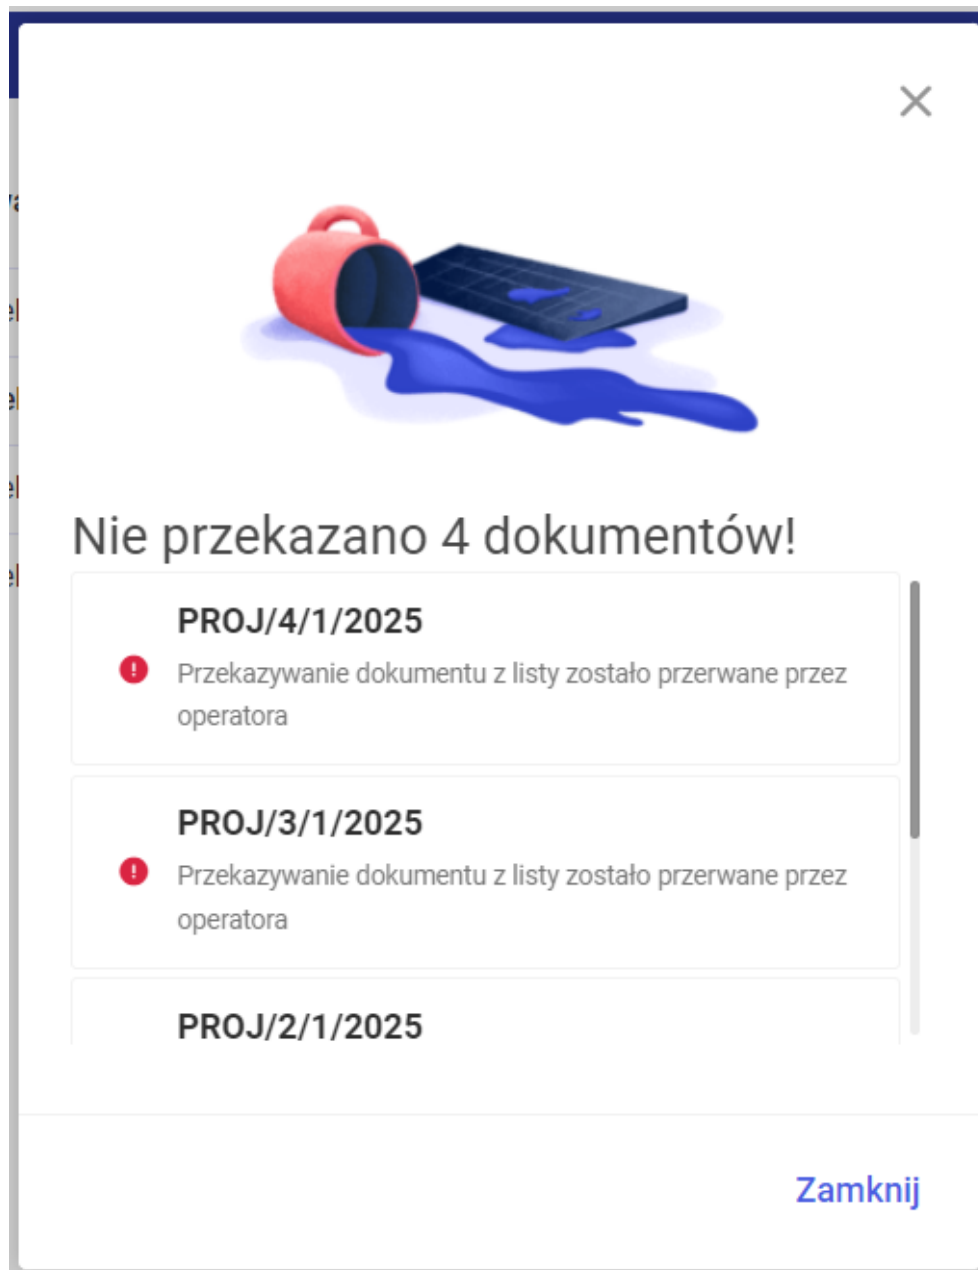 Nie przekazano 4 dokumentów!
PROJ/4/1/2025
Przekazywanie dokumentu z listy zostało przerwane przez
operatora
PROJ/3/1/2025
Przekazywanie dokumentu z listy zostało przerwane przez
operatora
PROJ/2/1/2025
Zamknij